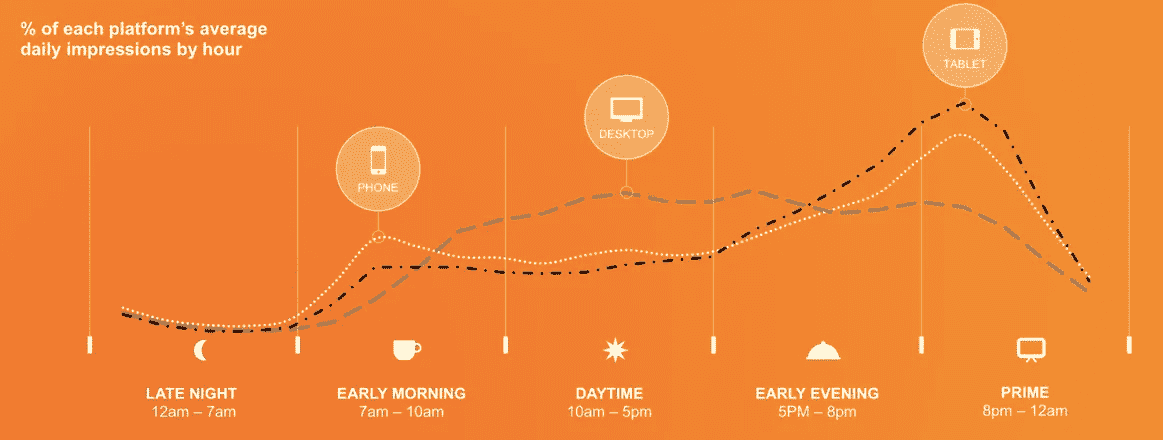 % of each platform's average
daily impressions by hour
TABLET
DESKTOP
PHONE
LATE NIGHT
12am – 7am
EARLY MORNING
7am – 10am
DAYTIME
10am – 5pm
EARLY EVENING
5PM – 8pm
PRIME
8pm – 12am